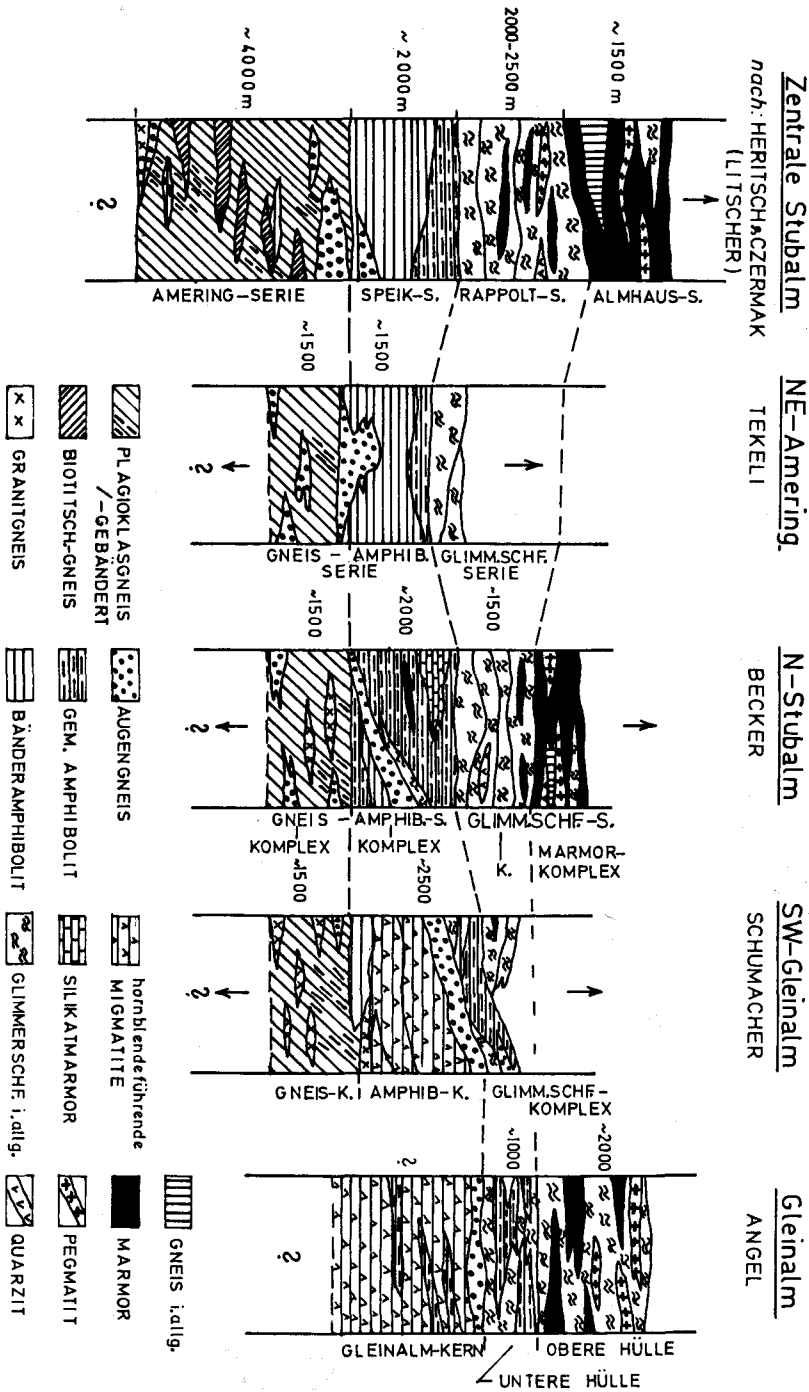 Zentrale Stubalm
nach: HERITSCH & CZERMAK
(LITSCHER)
~ 1500 m
2000-2500m
~ 2000 m
~ 4000 m
?
AMERING-SERIE
SPEIK-S.
RAPPOLT-S.
ALMHAUS-S.
NE-Amering
TEKELI
~1500
~1500
?
GNEIS-
SERIE
AMPHIB.
GLIMM.SCHF.
SERIE
N-Stubalm
BECKER
~1500
~2000
~1500
?
GNEIS-
KOMPLEX
AMPHIB.-S.
KOMPLEX
GLIMM.SCHF.-S.
K.
MARMOR-
KOMPLEX
SW-Gleinalm
SCHUMACHER
~1500
~2500
?
GNEIS-K.
AMPHIB-K.
GLIMM.SCHF-
KOMPLEX
Gleinalm
ANGEL
?
~1000
~2000
?
GLEINALM-KERN
UNTERE HÜLLE
OBERE HÜLLE
PLAGIOKLASGNEIS
/-GEBÄNDERT
BIOTITSCH-GNEIS
GRANITGNEIS
AUGENGNEIS
GEM. AMPHIBOLIT
BÄNDERAMPHIBOLIT
hornblendeführende
MIGMATITE
SILIKATMARMOR
GLIMMERSCHF. i.allg.
GNEIS i.allg.
MARMOR
PEGMATIT
QUARZIT